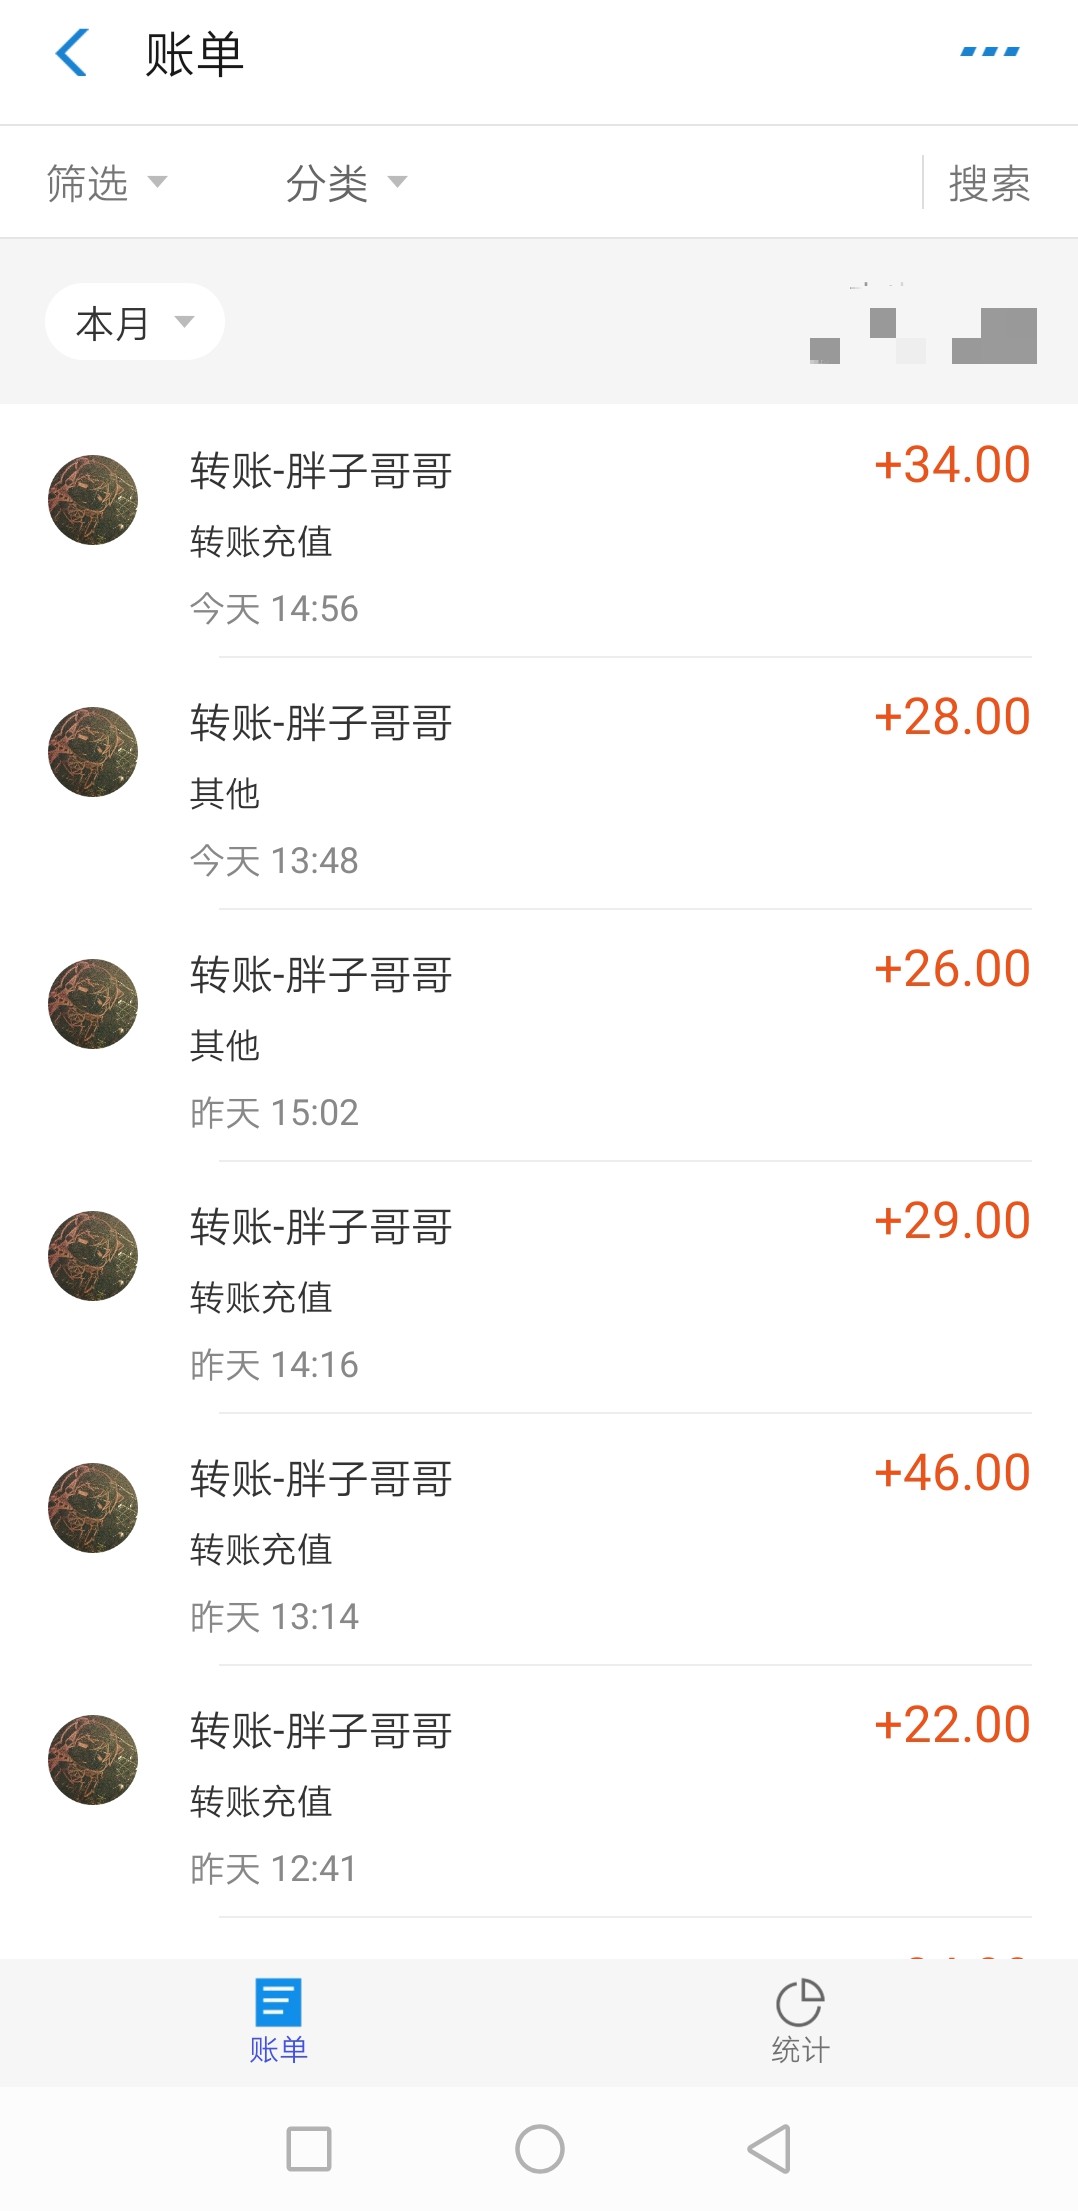 账单
筛选 分类 搜索
本月
转账-胖子哥哥 +34.00
转账充值
今天 14:56
转账-胖子哥哥 +28.00
其他
今天 13:48
转账-胖子哥哥 +26.00
其他
昨天 15:02
转账-胖子哥哥 +29.00
转账充值
昨天 14:16
转账-胖子哥哥 +46.00
转账充值
昨天 13:14
转账-胖子哥哥 +22.00
转账充值
昨天 12:41
账单 统计